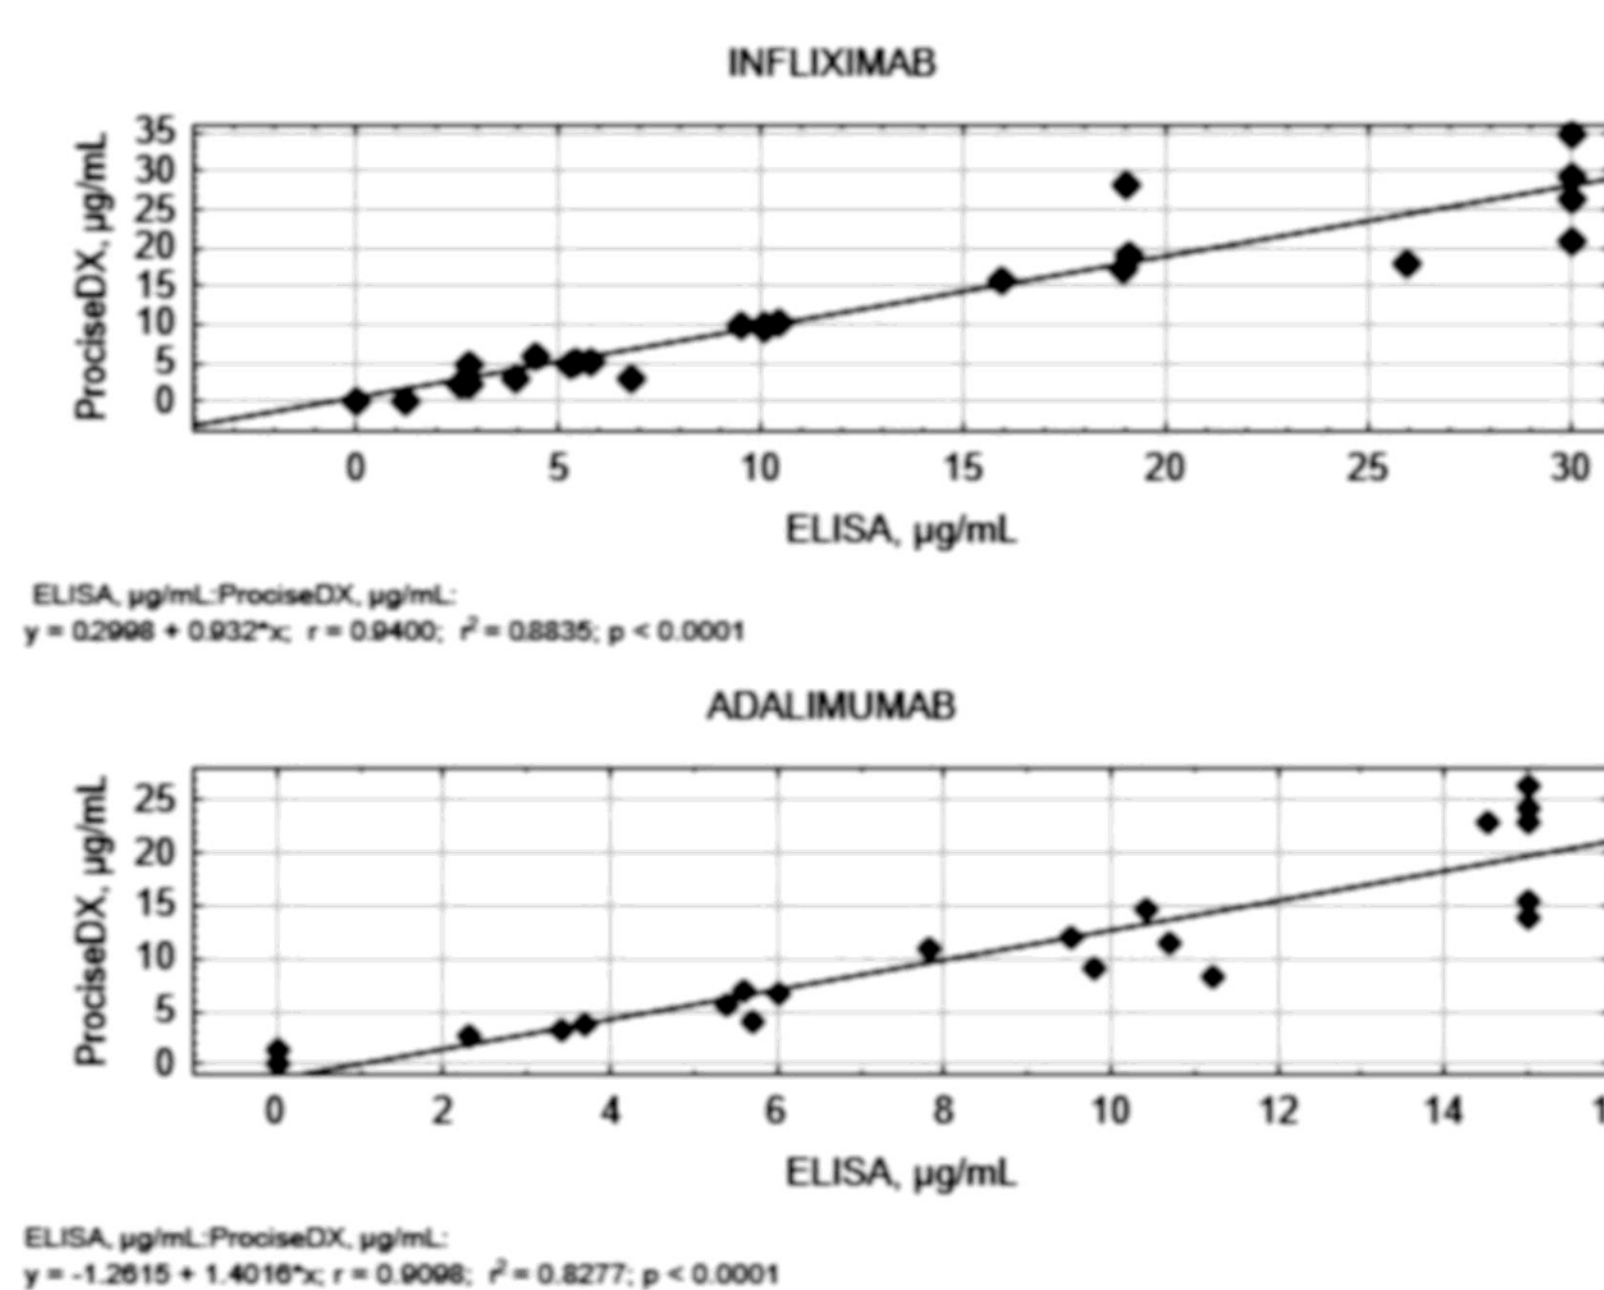 INFLIXIMAB
ProciseDX, µg/mL
35
30
25
20
15
10
5
0
0 5 10 15 20 25 30
ELISA, µg/mL
ELISA, µg/mL:ProciseDX, µg/mL:
y = 0.2998 + 0.932*x; r = 0.9400; r² = 0.8835; p < 0.0001
ADALIMUMAB
ProciseDX, µg/mL
25
20
15
10
5
0
0 2 4 6 8 10 12 14 1
ELISA, µg/mL
ELISA, µg/mL:ProciseDX, µg/mL:
y = -1.2615 + 1.4016*x; r = 0.9098; r² = 0.8277; p < 0.0001